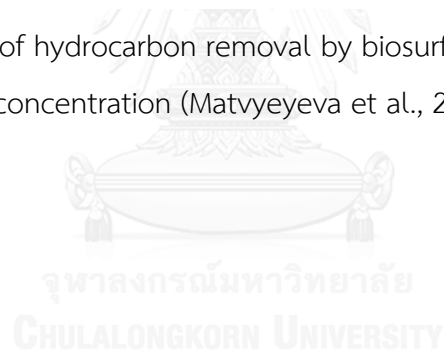 of hydrocarbon removal by biosurf
concentration (Matvyeyeva et al., 2
จุฬาลงกรณ์มหาวิทยาลัย
CHULALONGKORN UNIVERSITY